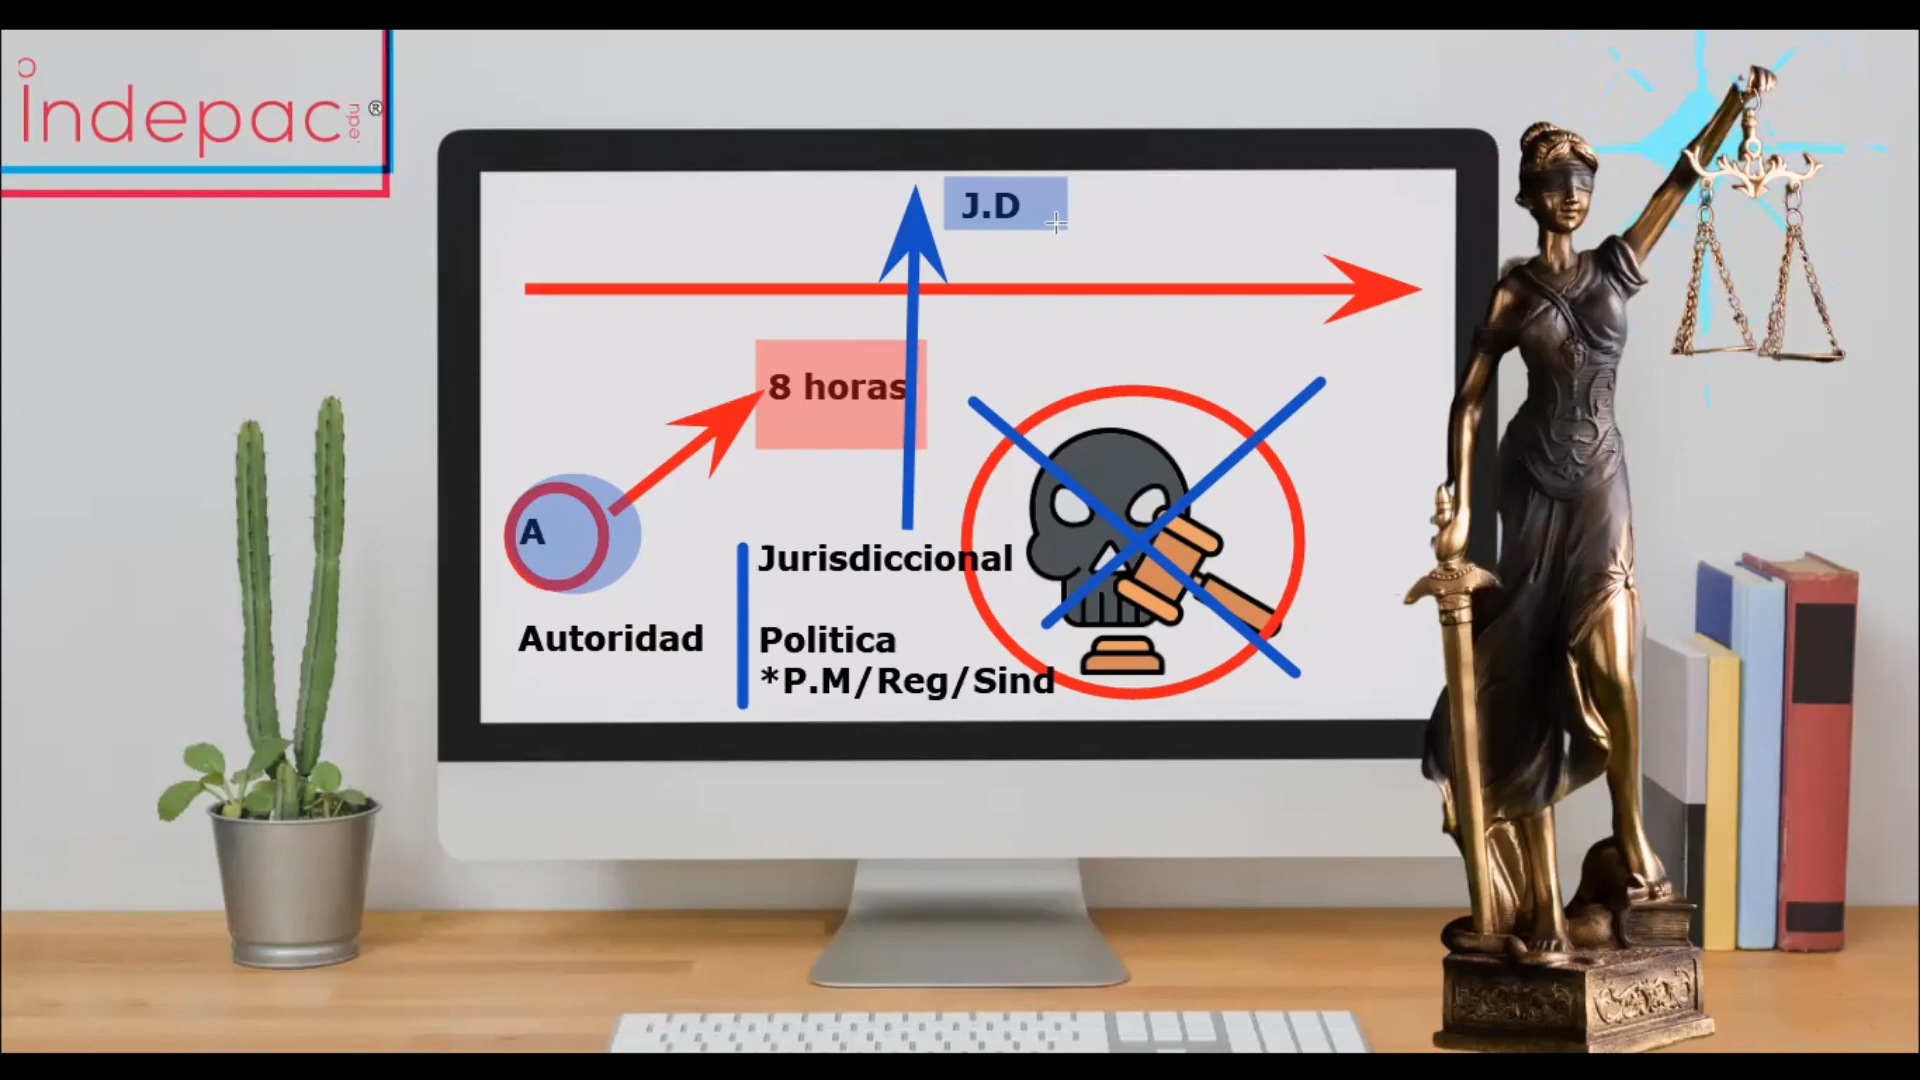 Indepac.edu ®
J.D
8 horas
A
Jurisdiccional
Autoridad
Politica
*P.M/Reg/Sind